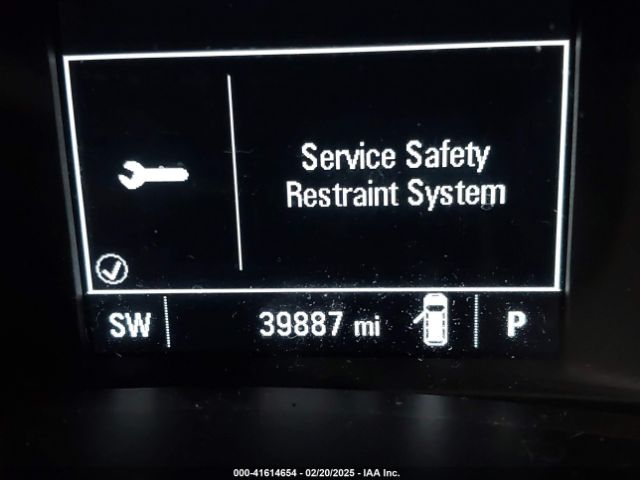 Service Safety
Restraint System
SW 39887 mi P
000-41614654 - 02/20/2025 - IAA Inc.